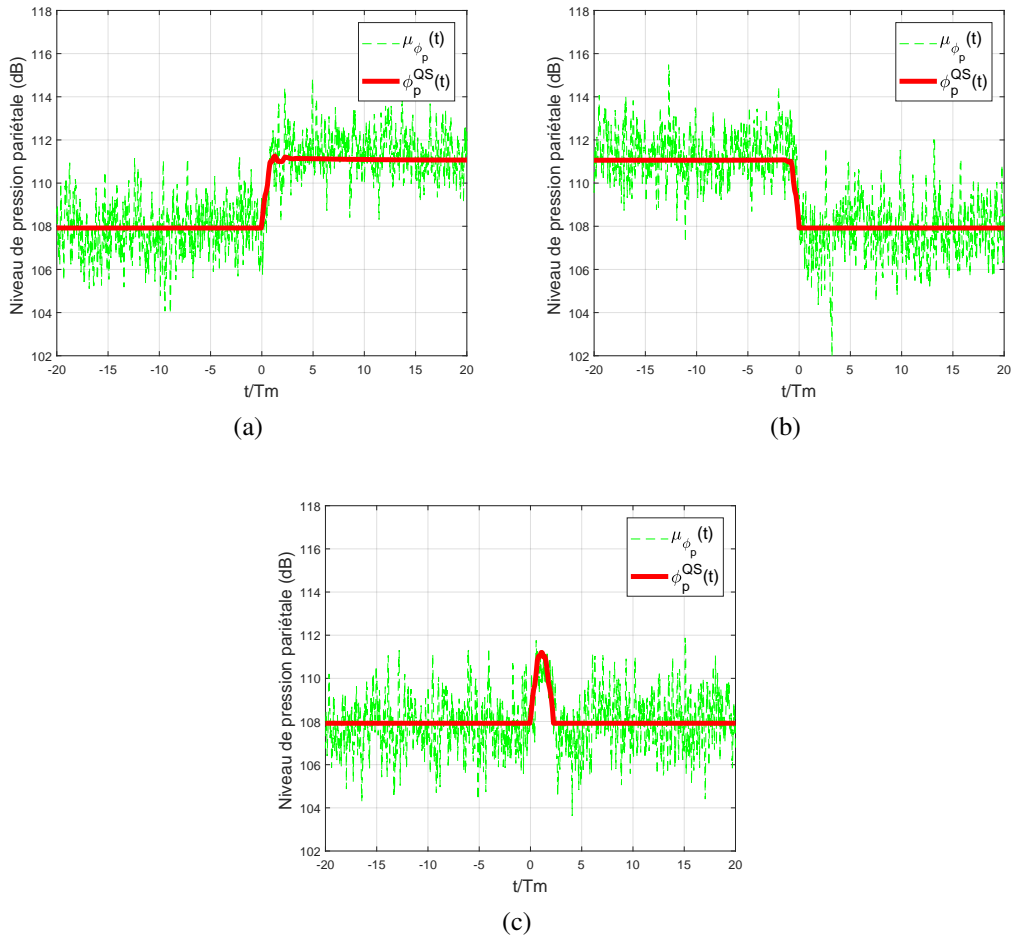 118
116
114
112
110
108
106
104
102
Niveau de pression pariétale (dB)
-20 -15 -10 -5 0 5 10 15 20
t/Tm
μ_ϕ_p(t)
ϕ_p^QS(t)
(a)
118
116
114
112
110
108
106
104
102
Niveau de pression pariétale (dB)
-20 -15 -10 -5 0 5 10 15 20
t/Tm
μ_ϕ_p(t)
ϕ_p^QS(t)
(b)
118
116
114
112
110
108
106
104
102
Niveau de pression pariétale (dB)
-20 -15 -10 -5 0 5 10 15 20
t/Tm
μ_ϕ_p(t)
ϕ_p^QS(t)
(c)